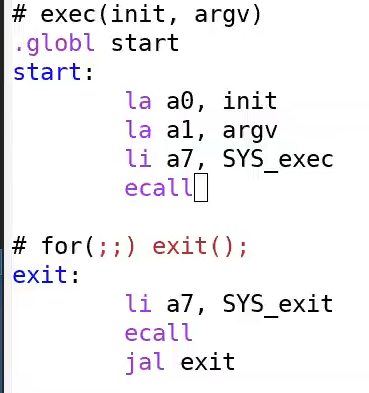 # exec(init, argv)
.globl start
start:
        la a0, init
        la a1, argv
        li a7, SYS_exec
        ecall

# for(;;) exit();
exit:
        li a7, SYS_exit
        ecall
        jal exit